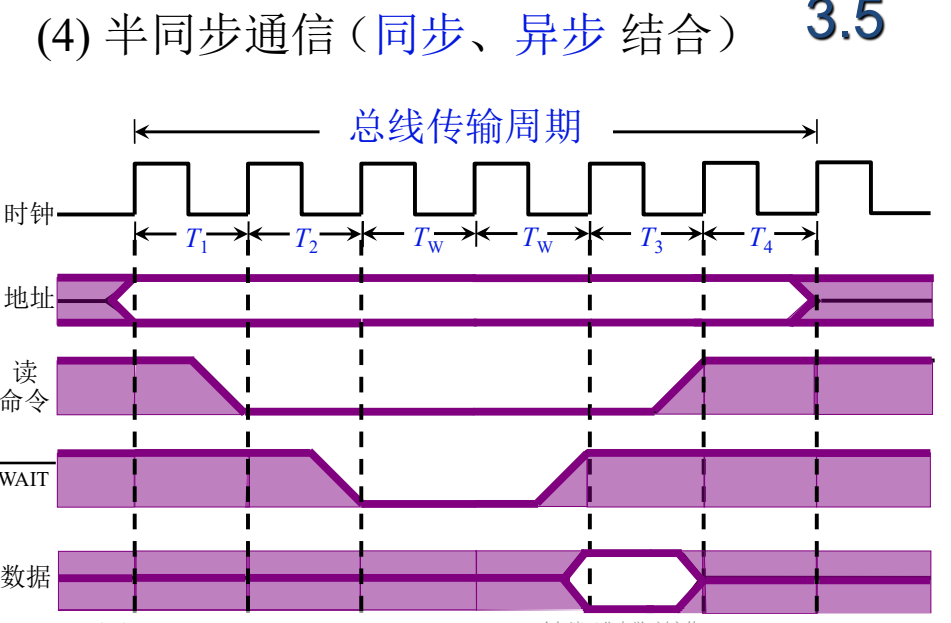 (4) 半同步通信（同步、异步 结合）
3.5
总线传输周期
时钟
T1 T2 TW TW T3 T4
地址
读
命令
WAIT
数据